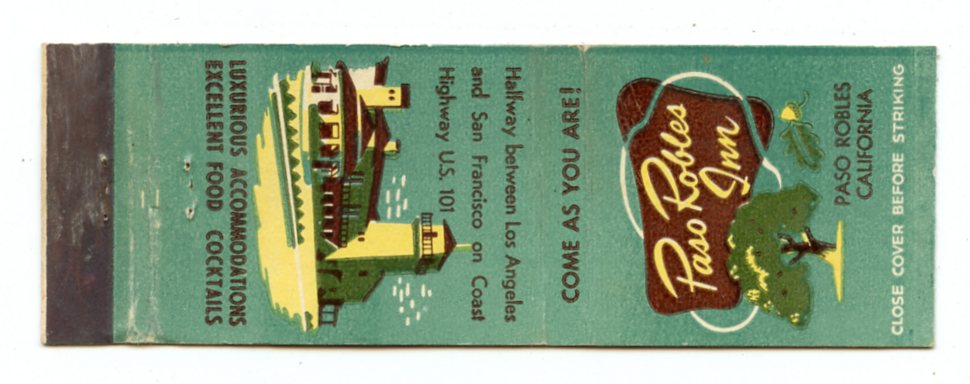 Paso Robles
Inn
PASO ROBLES
CALIFORNIA
CLOSE COVER BEFORE STRIKING
COME AS YOU ARE!
Halfway between Los Angeles
and San Francisco on Coast
Highway U.S. 101
LUXURIOUS ACCOMMODATIONS
EXCELLENT FOOD COCKTAILS